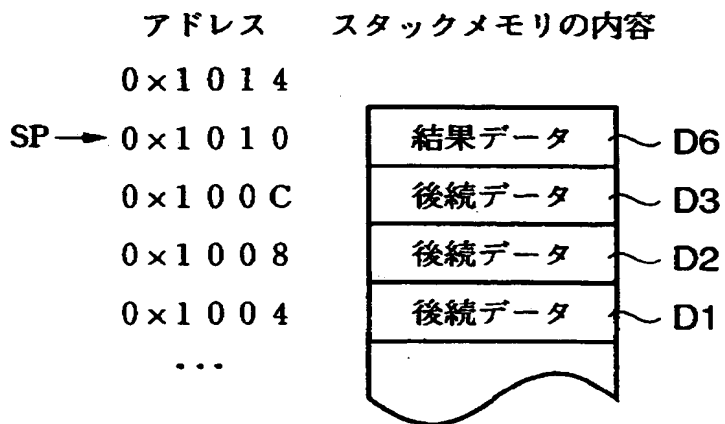 アドレス スタックメモリの内容
0×1014
SP 0×1010 結果データ D6
0×100C 後続データ D3
0×1008 後続データ D2
0×1004 後続データ D1
...